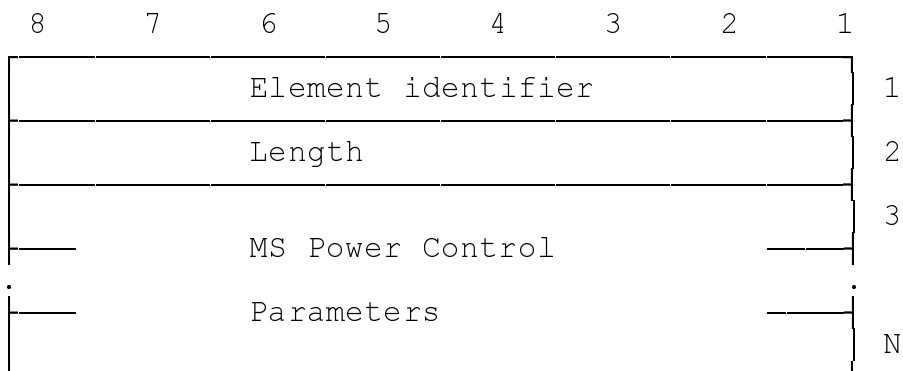 8 7 6 5 4 3 2 1
Element identifier 1
Length 2
3
MS Power Control
.
.
Parameters
N